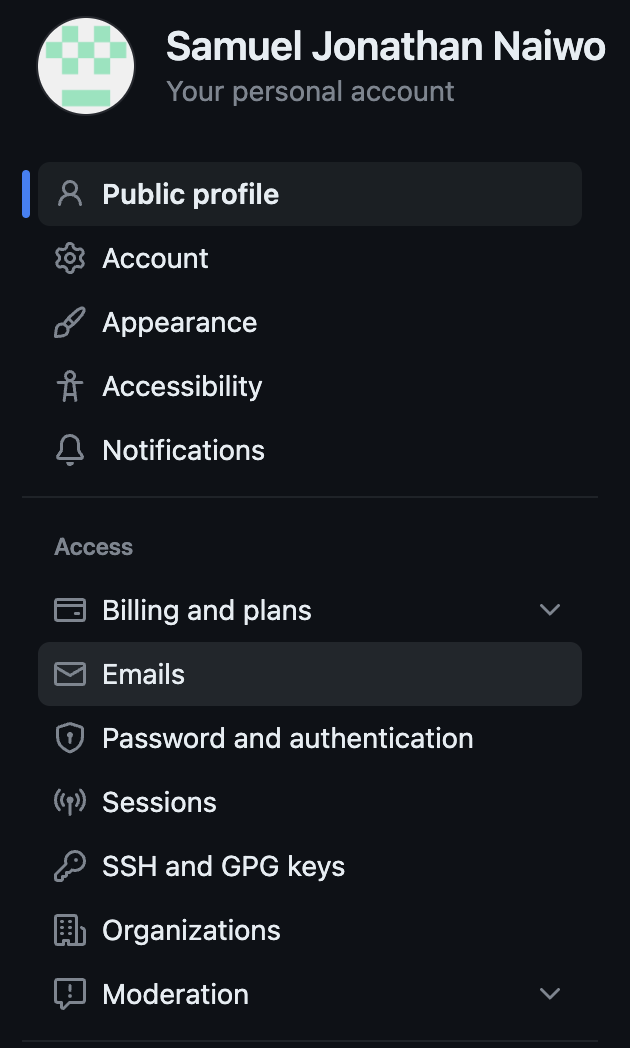 Samuel Jonathan Naiwo
Your personal account
Public profile
Account
Appearance
Accessibility
Notifications
Access
Billing and plans
Emails
Password and authentication
Sessions
SSH and GPG keys
Organizations
Moderation